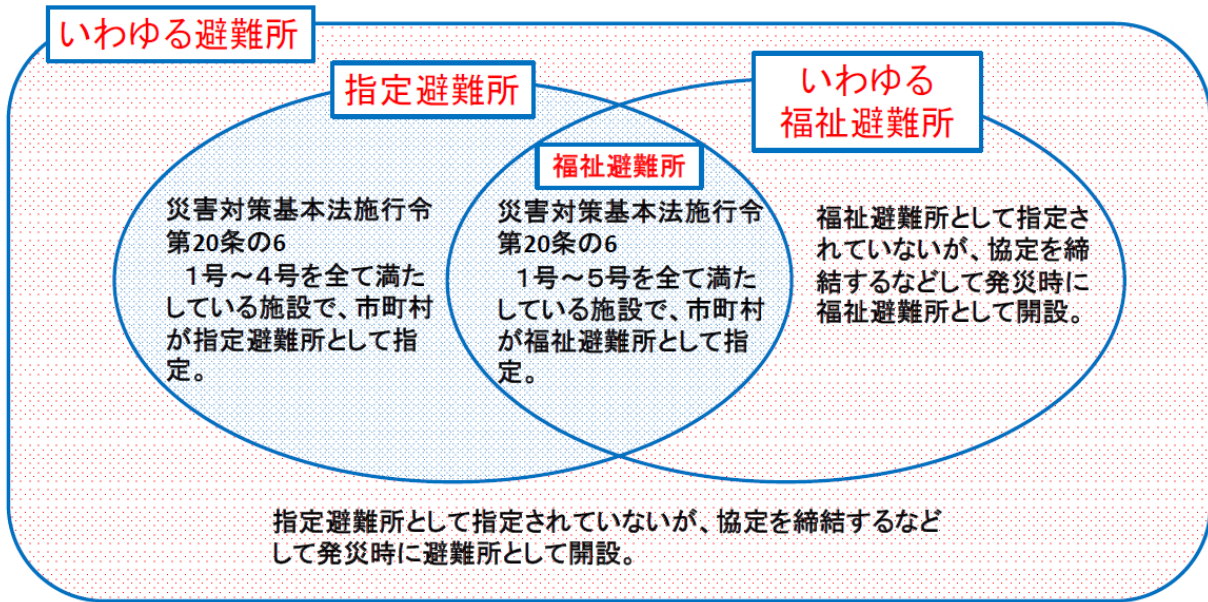 いわゆる避難所
指定避難所
いわゆる
福祉避難所
福祉避難所
災害対策基本法施行令
第20条の6
１号～４号を全て満た
している施設で、市町村
が指定避難所として指
定。
災害対策基本法施行令
第20条の6
１号～５号を全て満た
している施設で、市町村
が福祉避難所として指
定。
福祉避難所として指定さ
れていないが、協定を締
結するなどして発災時に
福祉避難所として開設。
指定避難所として指定されていないが、協定を締結するなど
して発災時に避難所として開設。